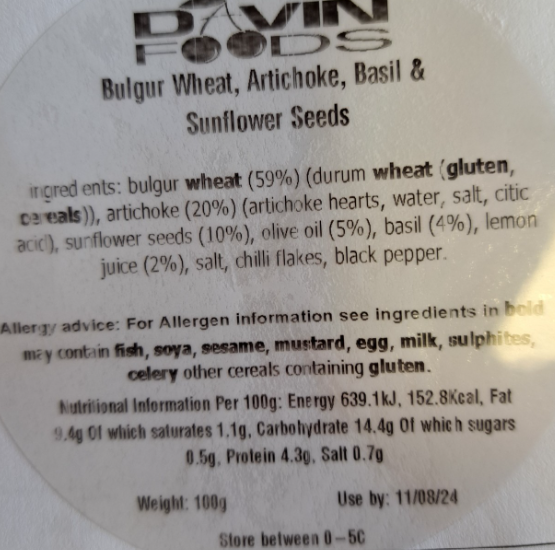 DAVIN
FOODS
Bulgur Wheat, Artichoke, Basil &
Sunflower Seeds
ingredients: bulgur wheat (59%) (durum wheat (gluten,
cereals)), artichoke (20%) (artichoke hearts, water, salt, citic
acid), sunflower seeds (10%), olive oil (5%), basil (4%), lemon
juice (2%), salt, chilli flakes, black pepper.
Allergy advice: For Allergen information see ingredients in bold
may contain fish, soya, sesame, mustard, egg, milk, sulphites,
celery other cereals containing gluten.
Nutritional Information Per 100g: Energy 639.1kJ, 152.8Kcal, Fat
9.4g Of which saturates 1.1g, Carbohydrate 14.4g Of which sugars
0.5g, Protein 4.3g, Salt 0.7g
Weight: 100g Use by: 11/08/24
Store between 0-5C